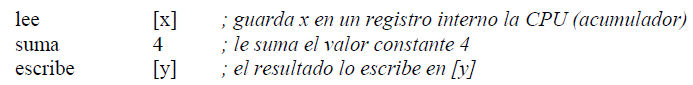 lee [x] ; guarda x en un registro interno la CPU (acumulador)
suma 4 ; le suma el valor constante 4
escribe [y] ; el resultado lo escribe en [y]